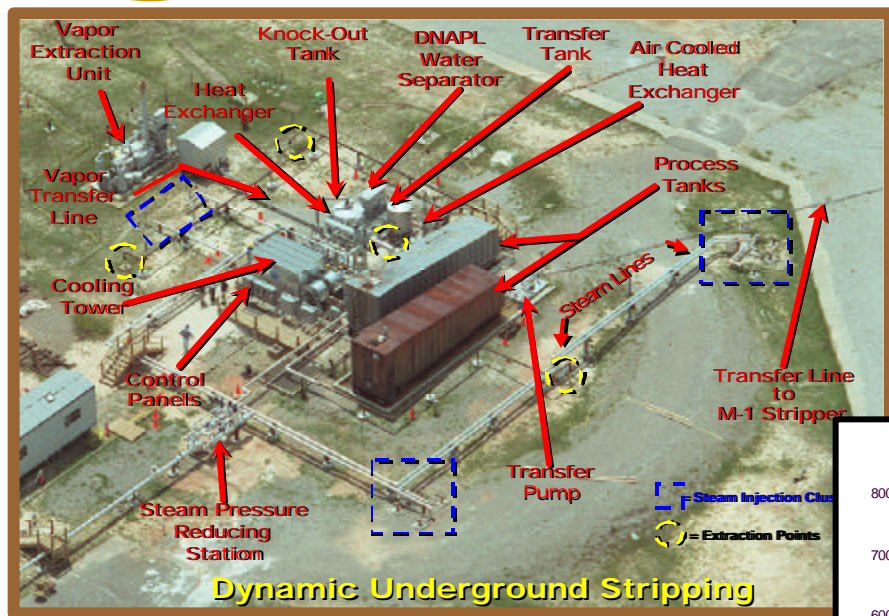 Vapor
Extraction
Unit
Knock-Out
Tank
DNAPL
Water
Separator
Transfer
Tank
Air Cooled
Heat
Exchanger
Heat
Exchanger
Vapor
Transfer
Line
Process
Tanks
Steam Lines
Cooling
Tower
Control
Panels
Transfer Line
to
M-1 Stripper
Transfer
Pump
Steam Pressure
Reducing
Station
= Steam Injection Clus
= Extraction Points
Dynamic Underground Stripping
800
700
600